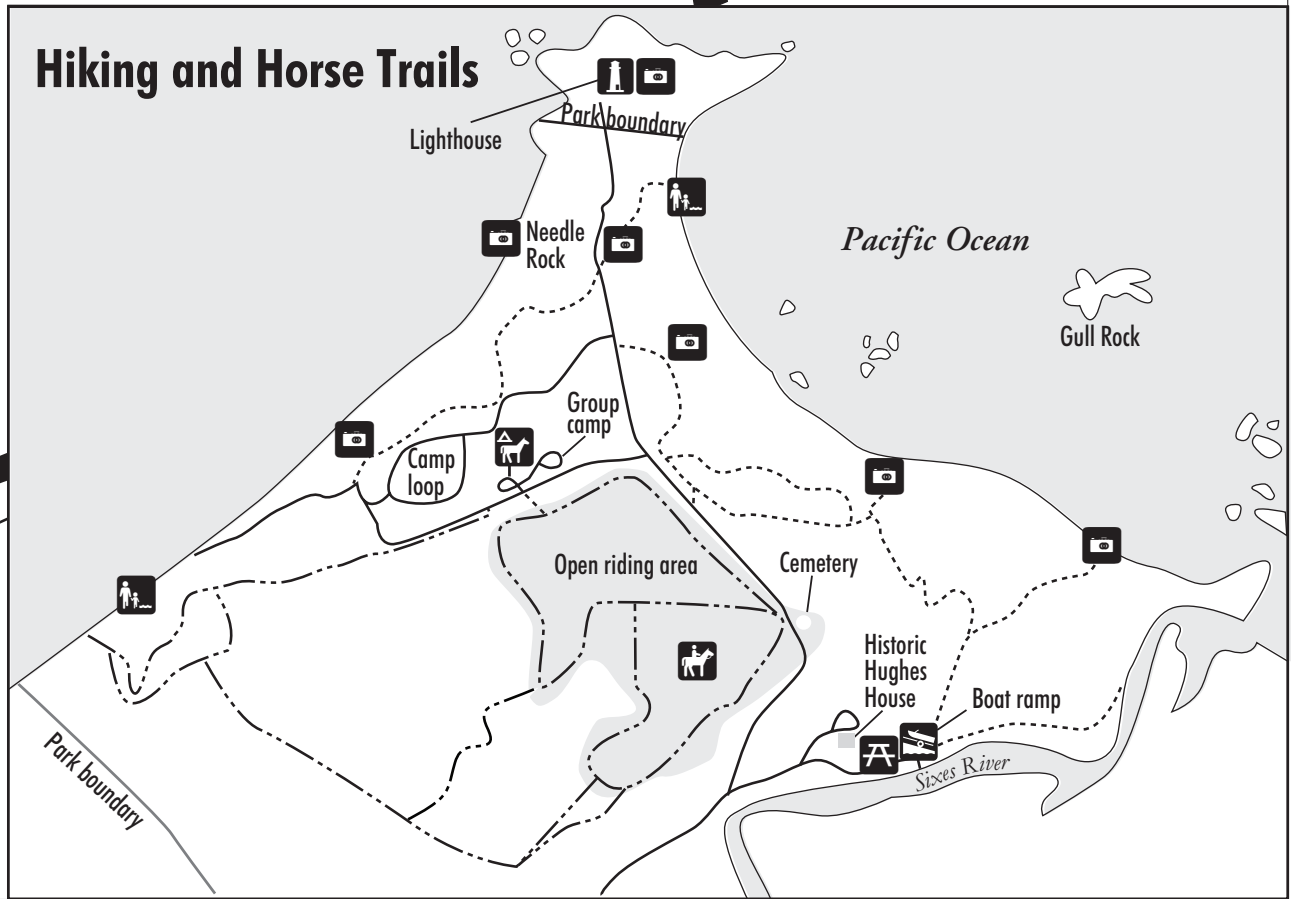 Hiking and Horse Trails
Park boundary
Lighthouse
Needle
Rock
Pacific Ocean
Gull Rock
Group
camp
Camp
loop
Open riding area
Cemetery
Historic
Hughes
House
Boat ramp
Sixes River
Park boundary